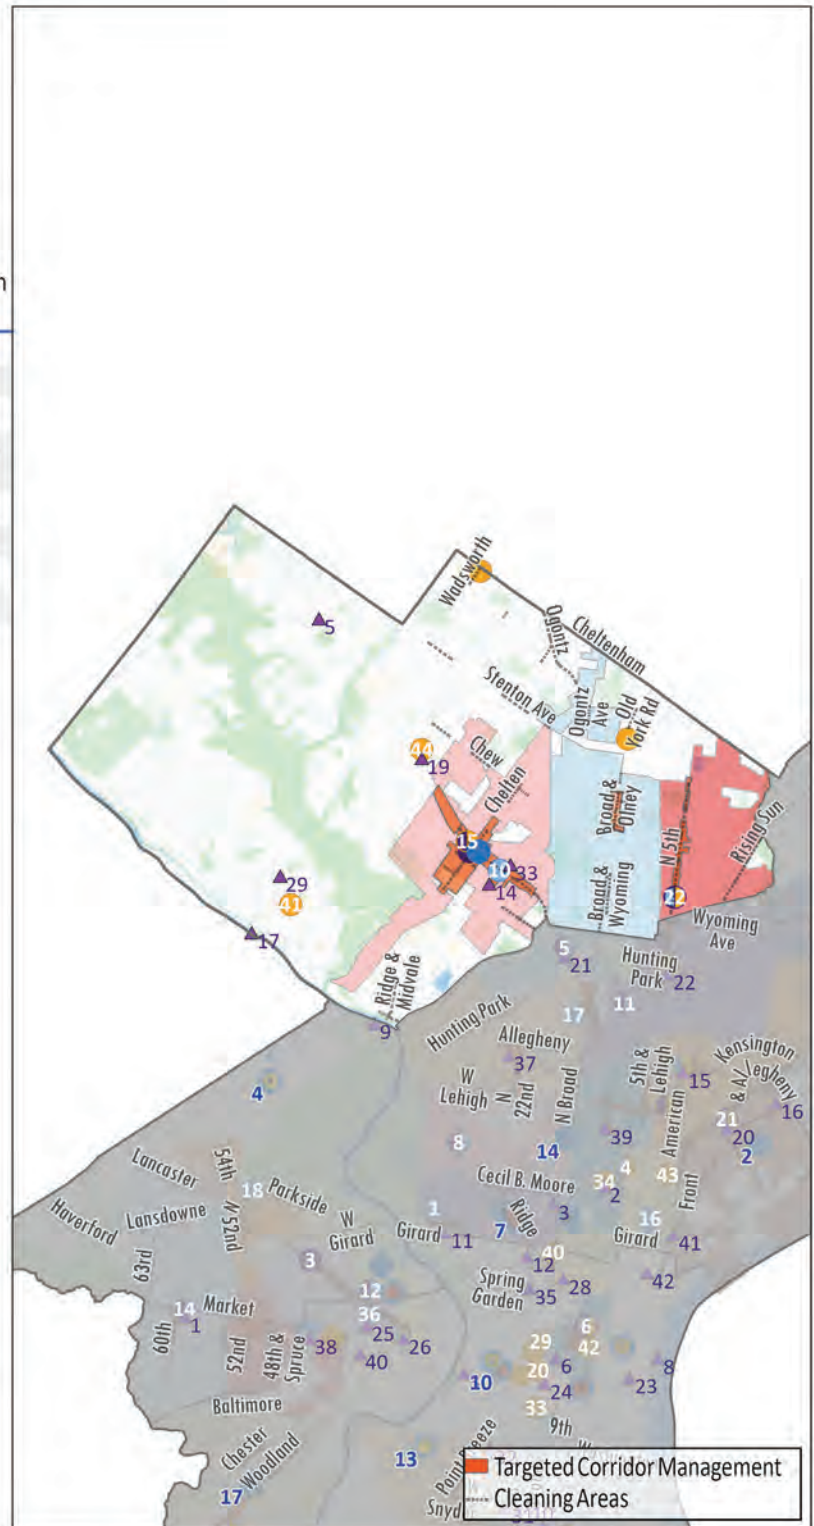 n
Wadsworth
5
Ogontz
Cheltenham
Stenton Ave
Ogontz
Ave
Old
York Rd
44
19
Chew
Chelten
Broad &
Olney
N 5th
Rising Sun
15
10
33
14
29
41
17
Broad &
Wyoming
22
Wyoming
Ave
Ridge &
Midvale
9
5
21
Hunting
Park
22
11
17
Hunting Park
Allegheny
37
W
Lehigh
N
22nd
N Broad
5th &
Lehigh
American
Kensington
& Allegheny
15
16
4
8
14
39
21
20
2
Lancaster
54th
18
Parkside
Cecil B. Moore
4
34
2
43
Front
Haverford
Lansdowne
N 52nd
W
Girard
1
Girard
11
7
Ridge
3
16
Girard
41
63rd
3
40
12
12
Spring
Garden
35
28
42
14
Market
1
60th
52nd
48th &
Spruce
38
36
25
26
40
29
6
42
20
6
8
10
24
23
33
Baltimore
9th
Chester
Woodland
17
13
Point Breeze
Snyd
31
Targeted Corridor Management
Cleaning Areas